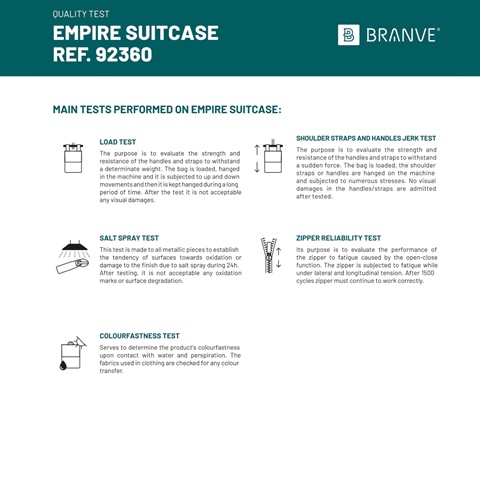 QUALITY TEST
EMPIRE SUITCASE
REF. 92360
BRANVE®
MAIN TESTS PERFORMED ON EMPIRE SUITCASE:
LOAD TEST
The purpose is to evaluate the strength and
resistance of the handles and straps to withstand
a determinate weight. The bag is loaded, hanged
in the machine and it is subjected to up and down
movements and then it is kept hanged during a long
period of time. After the test it is not acceptable
any visual damages.
SHOULDER STRAPS AND HANDLES JERK TEST
The purpose is to evaluate the strength and
resistance of the handles and straps to withstand
a sudden force. The bag is loaded, the shoulder
straps or handles are hanged on the machine
and subjected to numerous stresses. No visual
damages in the handles/straps are admitted
after tested.
SALT SPRAY TEST
This test is made to all metallic pieces to establish
the tendency of surfaces towards oxidation or
damage to the finish due to salt spray during 24h.
After testing, it is not acceptable any oxidation
marks or surface degradation.
ZIPPER RELIABILITY TEST
Its purpose is to evaluate the performance of
the zipper to fatigue caused by the open-close
function. The zipper is subjected to fatigue while
under lateral and longitudinal tension. After 1500
cycles zipper must continue to work correctly.
COLOURFASTNESS TEST
Serves to determine the product's colourfastness
upon contact with water and perspiration. The
fabrics used in clothing are checked for any colour
transfer.